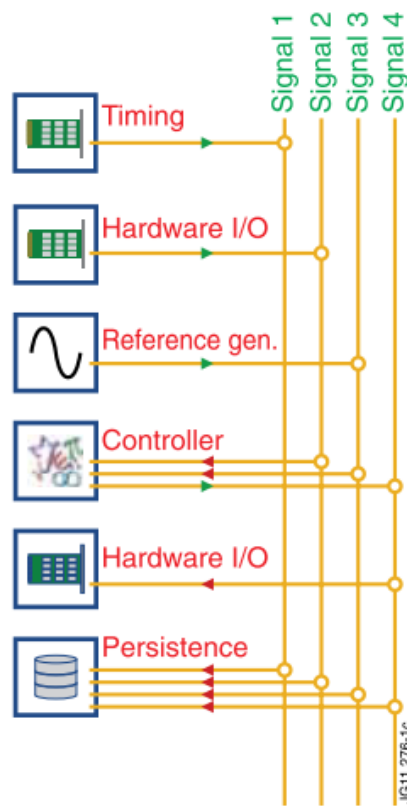 Signal 1
Signal 2
Signal 3
Signal 4
Timing
Hardware I/O
Reference gen.
Controller
Hardware I/O
Persistence